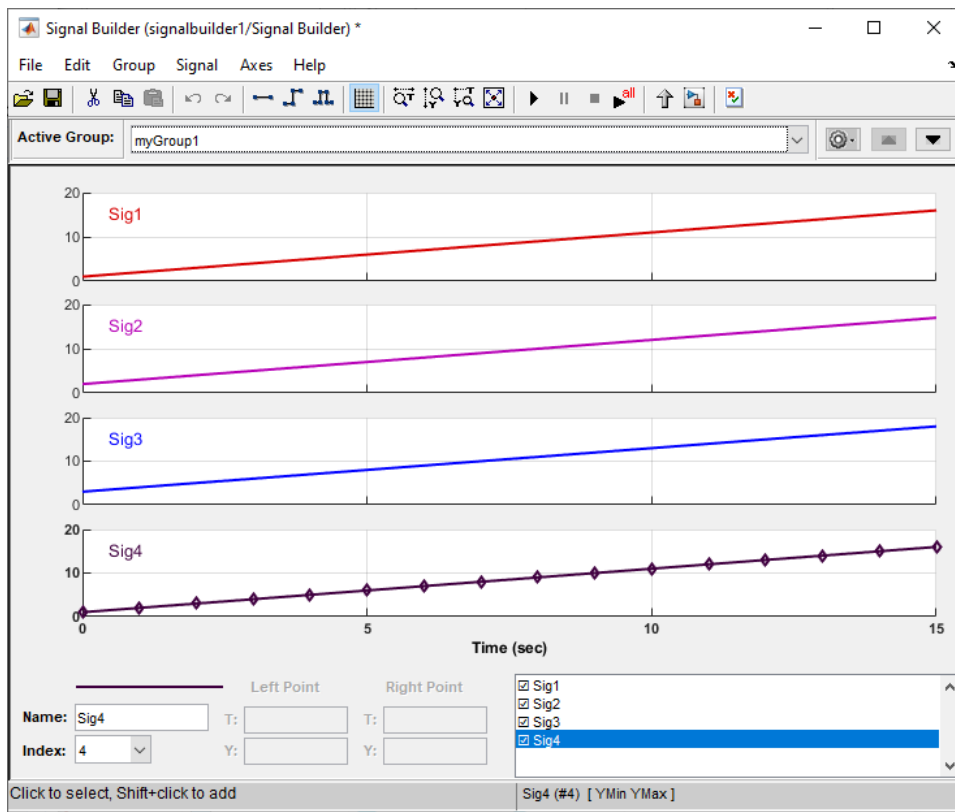 Signal Builder (signalbuilder1/Signal Builder) *
File Edit Group Signal Axes Help
all
Active Group: myGroup1
20
Sig1
10
0
20
Sig2
10
0
20
Sig3
10
0
20
Sig4
10
0
0 5 10 15
Time (sec)
Left Point Right Point
Name: Sig4 T: T:
Index: 4 Y: Y:
Sig1
Sig2
Sig3
Sig4
Click to select, Shift+click to add Sig4 (#4) [ YMin YMax ]